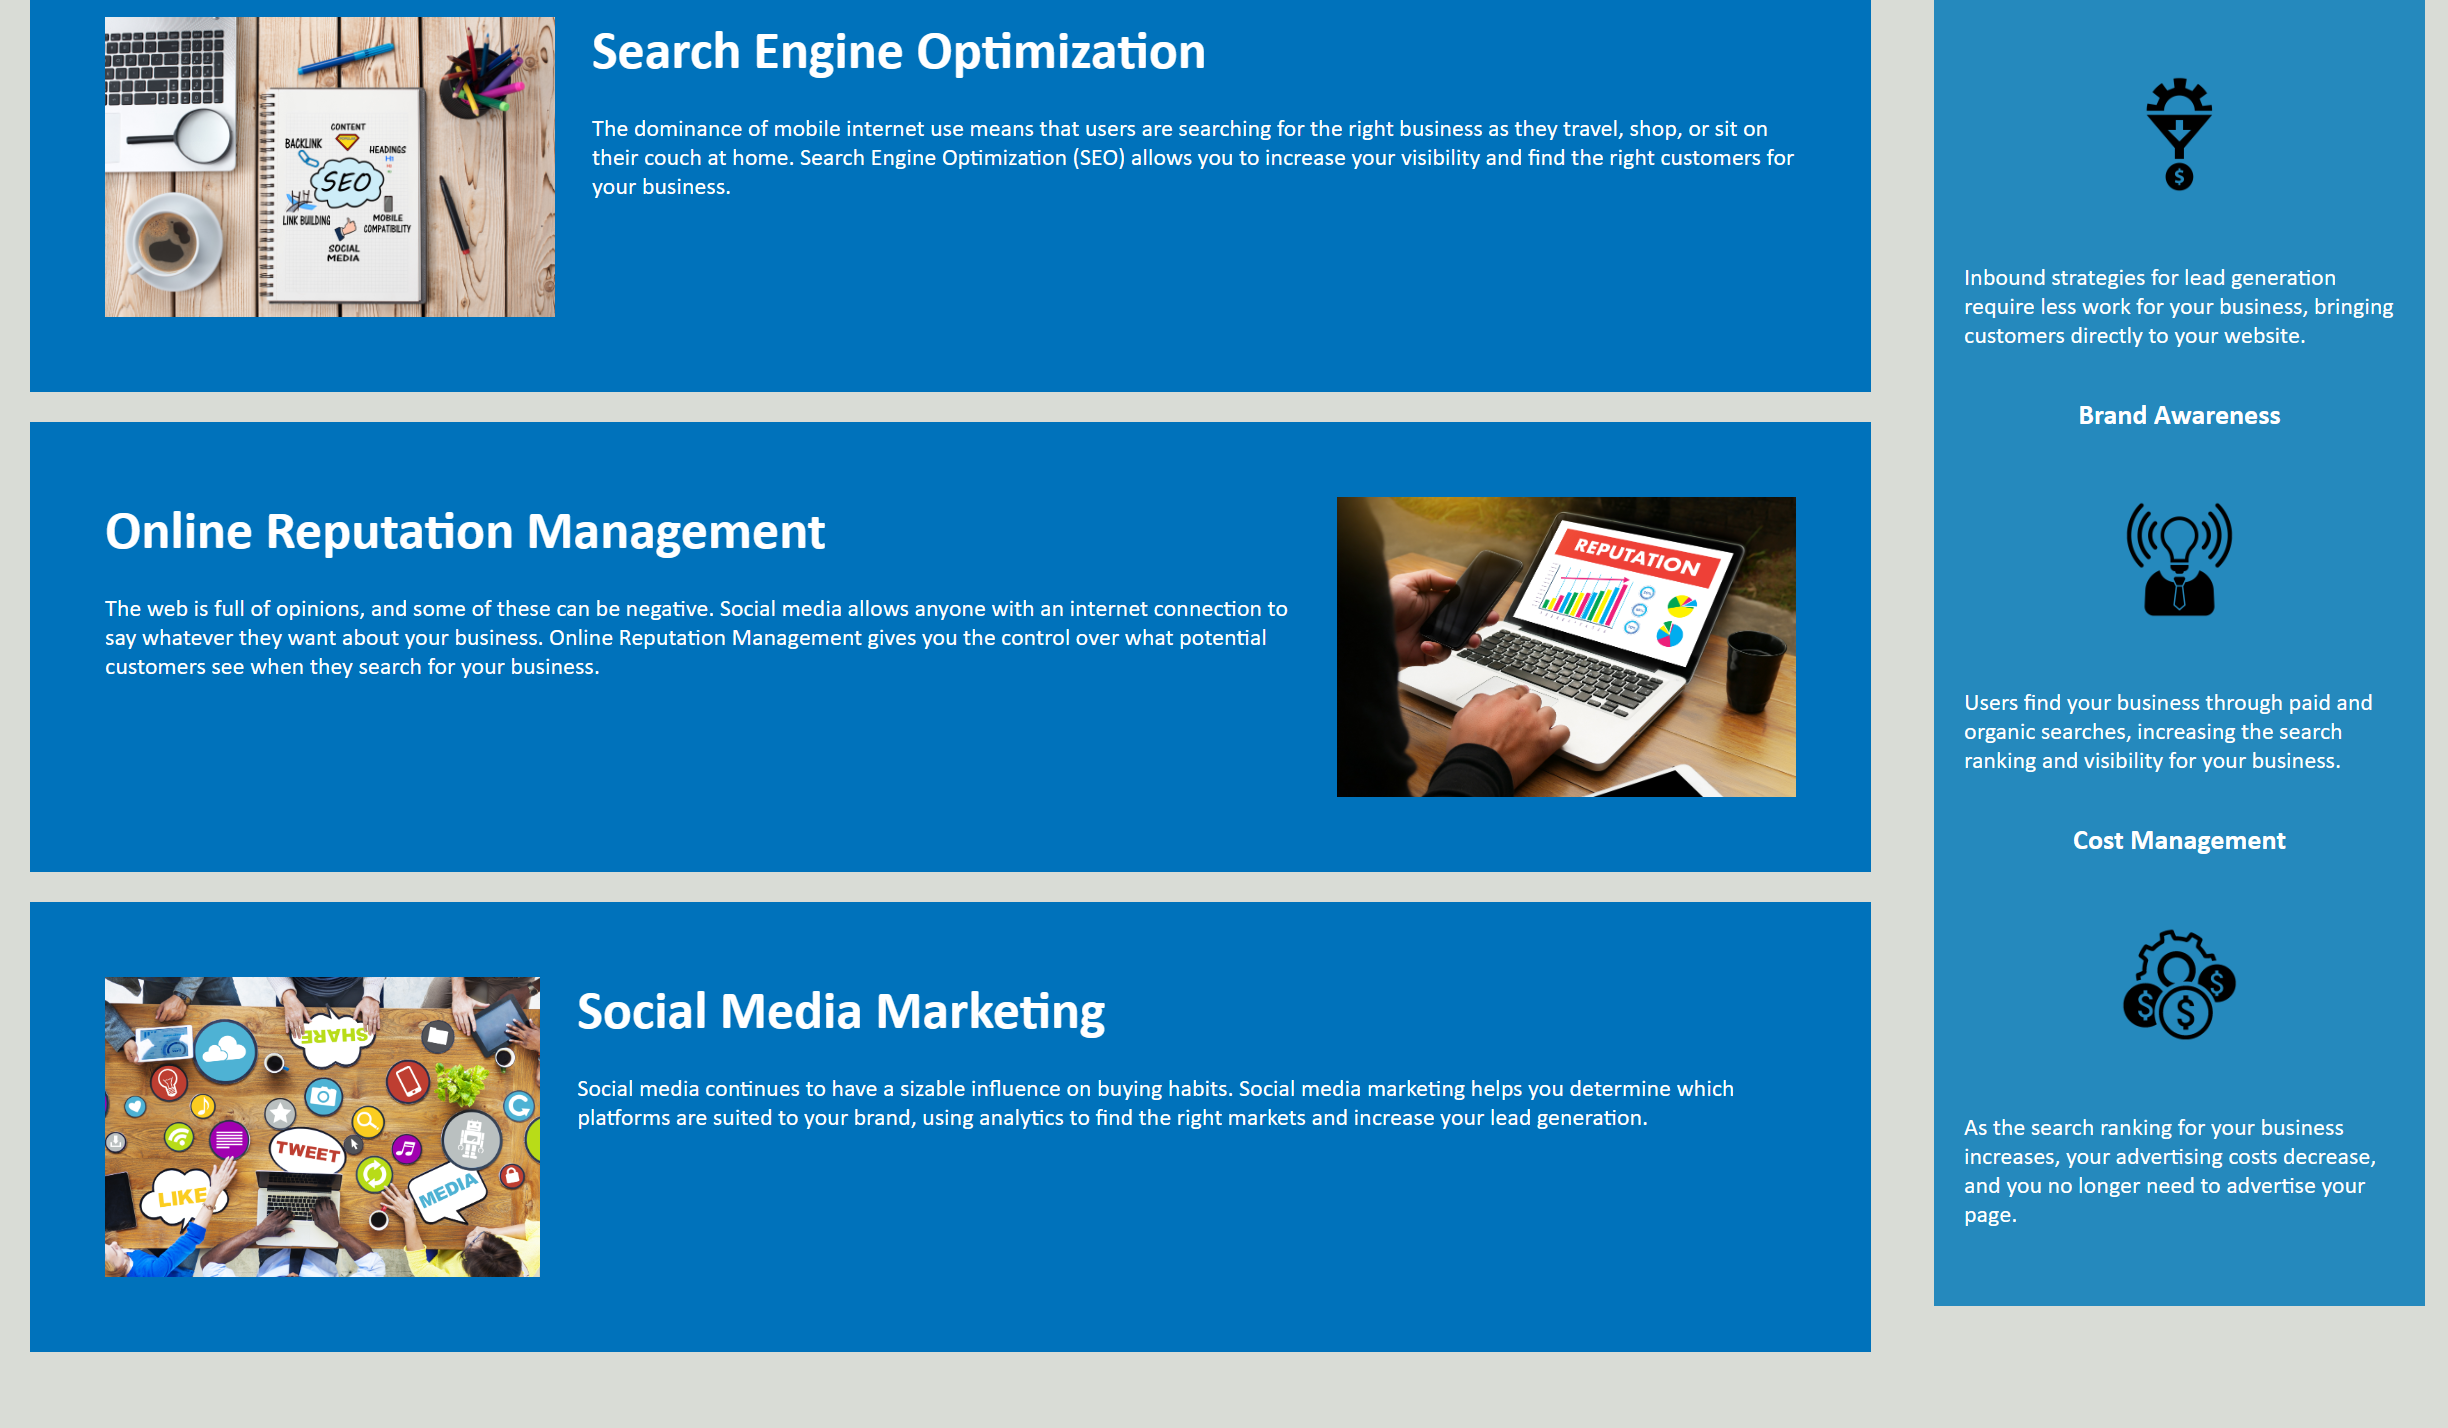 Search Engine Optimization
The dominance of mobile internet use means that users are searching for the right business as they travel, shop, or sit on
their couch at home. Search Engine Optimization (SEO) allows you to increase your visibility and find the right customers for
your business.
CONTENT
BACKLINK
HEADINGS
H1
SEO
LINK BUILDING
MOBILE
COMPATIBILITY
SOCIAL
MEDIA
Online Reputation Management
The web is full of opinions, and some of these can be negative. Social media allows anyone with an internet connection to
say whatever they want about your business. Online Reputation Management gives you the control over what potential
customers see when they search for your business.
REPUTATION
Social Media Marketing
Social media continues to have a sizable influence on buying habits. Social media marketing helps you determine which
platforms are suited to your brand, using analytics to find the right markets and increase your lead generation.
SHARE
TWEET
LIKE
MEDIA
$
Inbound strategies for lead generation
require less work for your business, bringing
customers directly to your website.
Brand Awareness
Users find your business through paid and
organic searches, increasing the search
ranking and visibility for your business.
Cost Management
$
$ $
As the search ranking for your business
increases, your advertising costs decrease,
and you no longer need to advertise your
page.